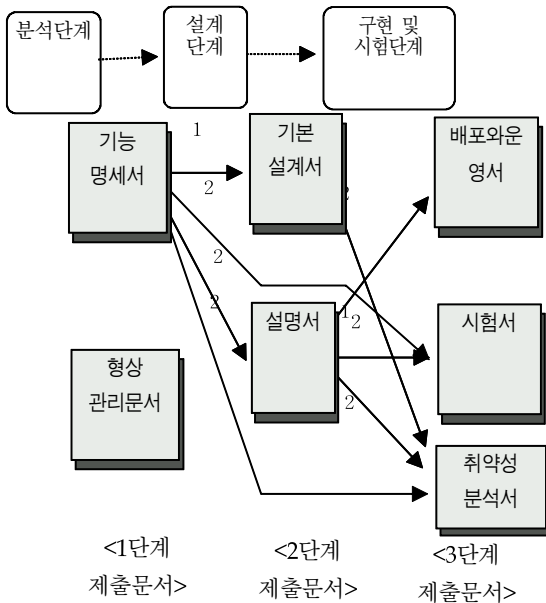 분석단계
설계
단계
구현 및
시험단계
1
기능
명세서
기본
설계서
배포와운
영서
2
2
2
2
설명서
1
2
시험서
형상
관리문서
2
취약성
분석서
<1단계
제출문서>
<2단계
제출문서>
<3단계
제출문서>